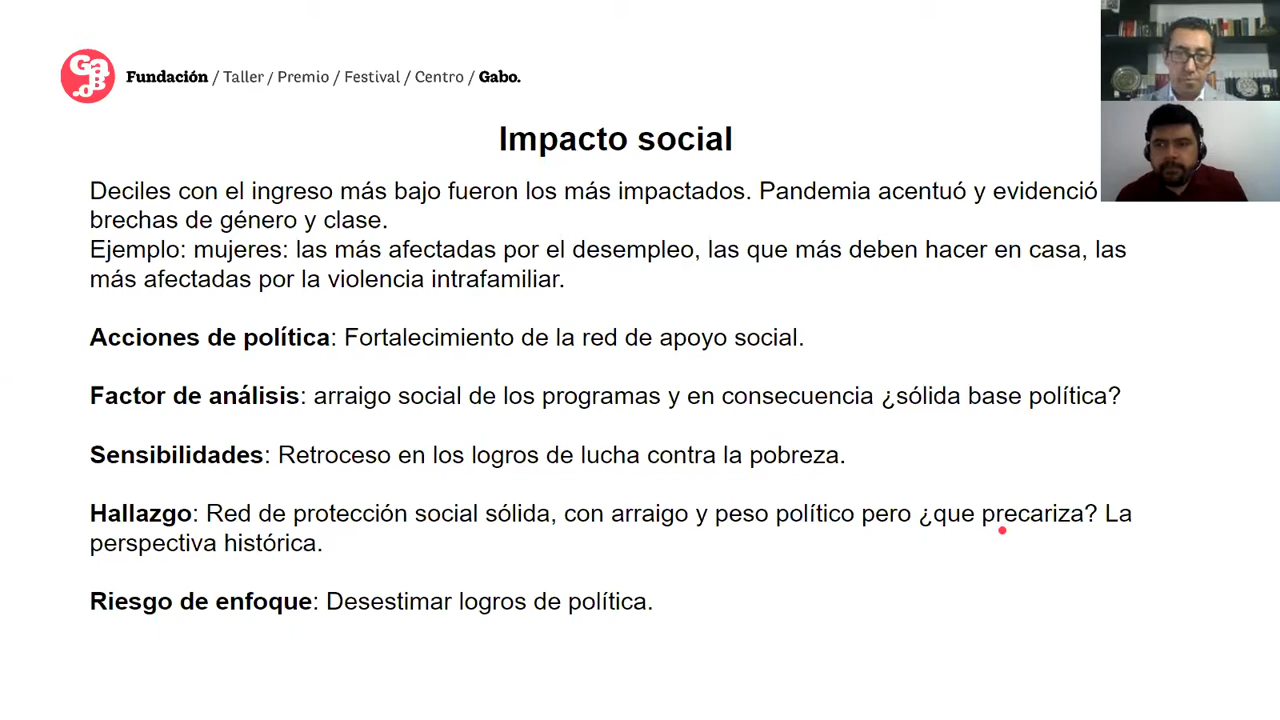 GaB.o.
Fundación / Taller / Premio / Festival / Centro / Gabo.
Impacto social
Deciles con el ingreso más bajo fueron los más impactados. Pandemia acentuó y evidenció
brechas de género y clase.
Ejemplo: mujeres: las más afectadas por el desempleo, las que más deben hacer en casa, las
más afectadas por la violencia intrafamiliar.
Acciones de política: Fortalecimiento de la red de apoyo social.
Factor de análisis: arraigo social de los programas y en consecuencia ¿sólida base política?
Sensibilidades: Retroceso en los logros de lucha contra la pobreza.
Hallazgo: Red de protección social sólida, con arraigo y peso político pero ¿que precariza? La
perspectiva histórica.
Riesgo de enfoque: Desestimar logros de política.